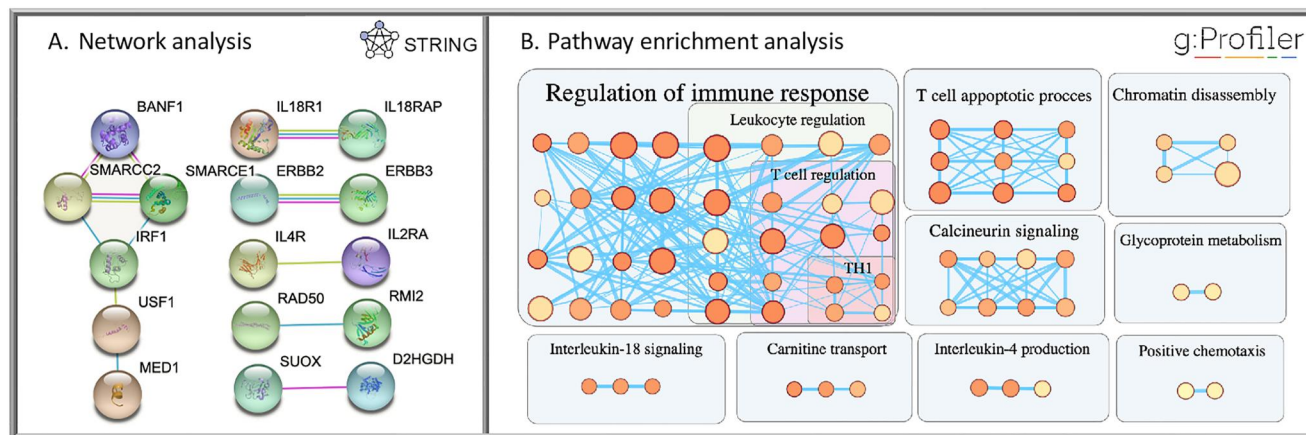 A. Network analysis
STRING
BANF1
IL18R1
IL18RAP
SMARCC2
SMARCE1
ERBB2
ERBB3
IRF1
IL4R
IL2RA
USF1
RAD50
RMI2
MED1
SUOX
D2HGDH
B. Pathway enrichment analysis
g:Profiler
Regulation of immune response
Leukocyte regulation
T cell regulation
TH1
T cell appoptotic procces
Chromatin disassembly
Calcineurin signaling
Glycoprotein metabolism
Interleukin-18 signaling
Carnitine transport
Interleukin-4 production
Positive chemotaxis